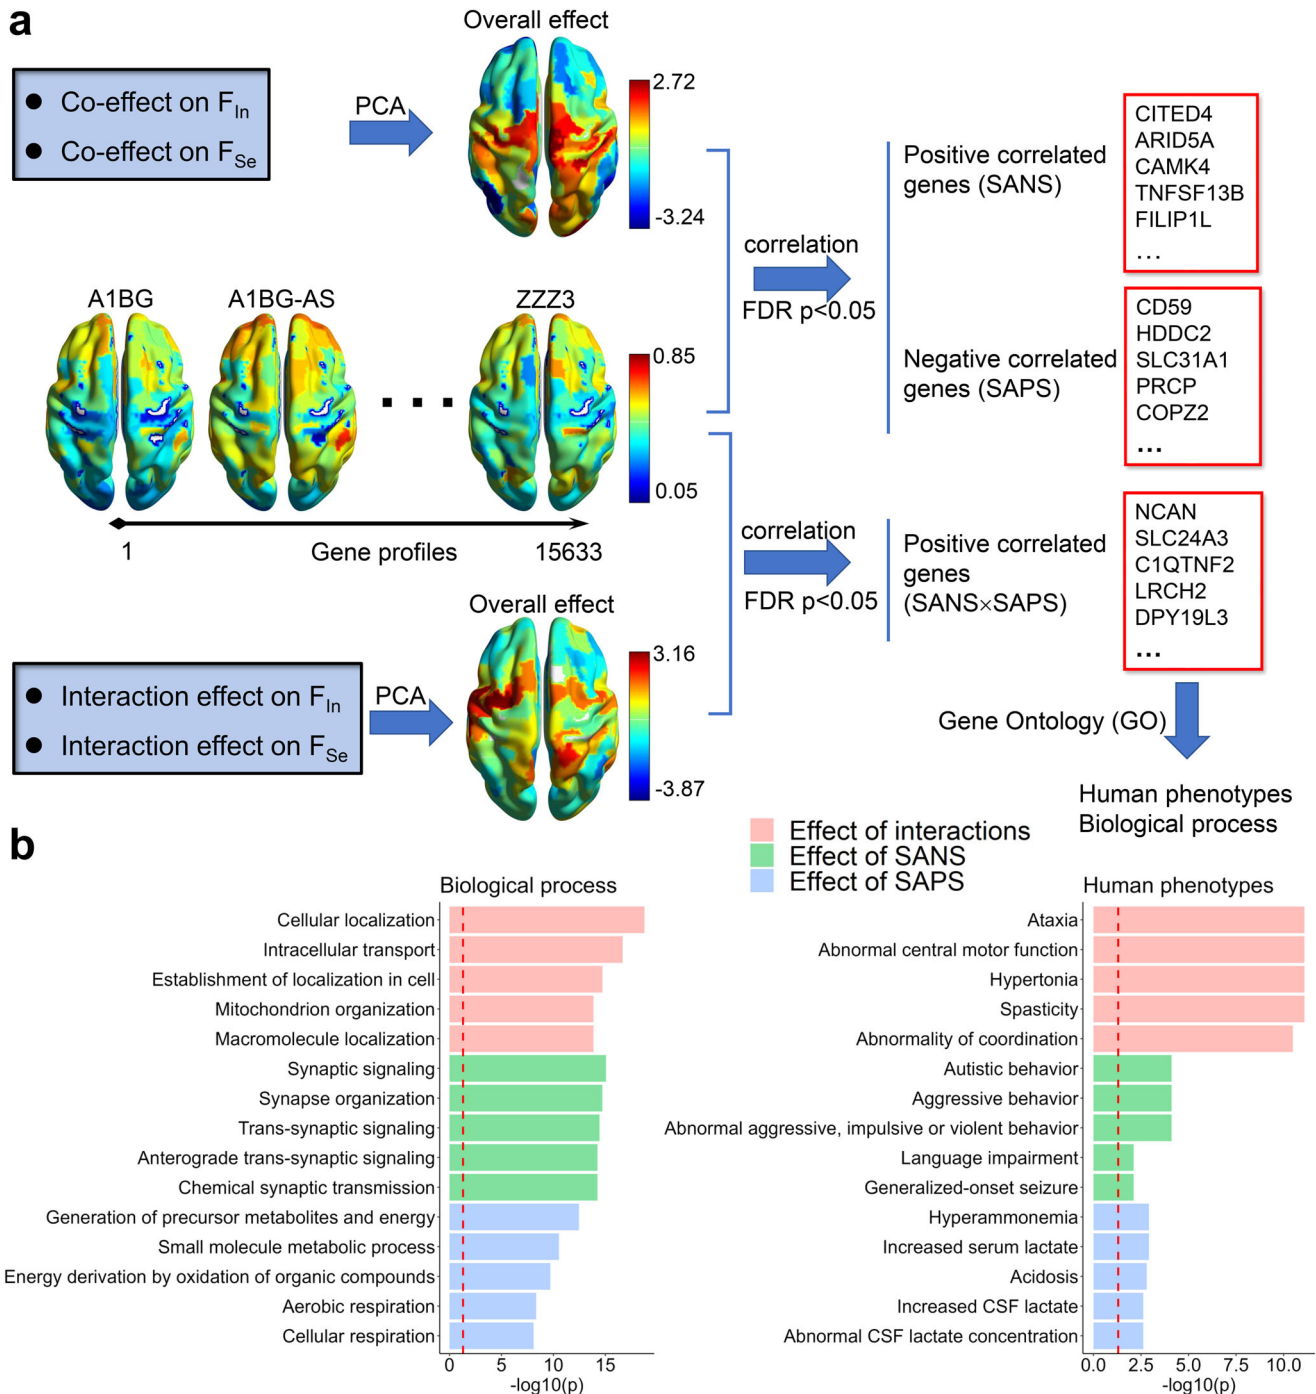 a
Overall effect
● Co-effect on F_In
● Co-effect on F_Se
PCA
2.72
-3.24
A1BG
A1BG-AS
ZZZ3
...
0.85
0.05
1
Gene profiles
15633
Overall effect
● Interaction effect on F_In
● Interaction effect on F_Se
PCA
3.16
-3.87
correlation
FDR p<0.05
correlation
FDR p<0.05
Positive correlated
genes (SANS)
CITED4
ARID5A
CAMK4
TNFSF13B
FILIP1L
...
Negative correlated
genes (SAPS)
CD59
HDDC2
SLC31A1
PRCP
COPZ2
...
Positive correlated
genes
(SANS×SAPS)
NCAN
SLC24A3
C1QTNF2
LRCH2
DPY19L3
...
Gene Ontology (GO)
Human phenotypes
Biological process
b
Effect of interactions
Effect of SANS
Effect of SAPS
Biological process
Cellular localization
Intracellular transport
Establishment of localization in cell
Mitochondrion organization
Macromolecule localization
Synaptic signaling
Synapse organization
Trans-synaptic signaling
Anterograde trans-synaptic signaling
Chemical synaptic transmission
Generation of precursor metabolites and energy
Small molecule metabolic process
Energy derivation by oxidation of organic compounds
Aerobic respiration
Cellular respiration
0 5 10 15
-log10(p)
Human phenotypes
Ataxia
Abnormal central motor function
Hypertonia
Spasticity
Abnormality of coordination
Autistic behavior
Aggressive behavior
Abnormal aggressive, impulsive or violent behavior
Language impairment
Generalized-onset seizure
Hyperammonemia
Increased serum lactate
Acidosis
Increased CSF lactate
Abnormal CSF lactate concentration
0.0 2.5 5.0 7.5 10.0
-log10(p)